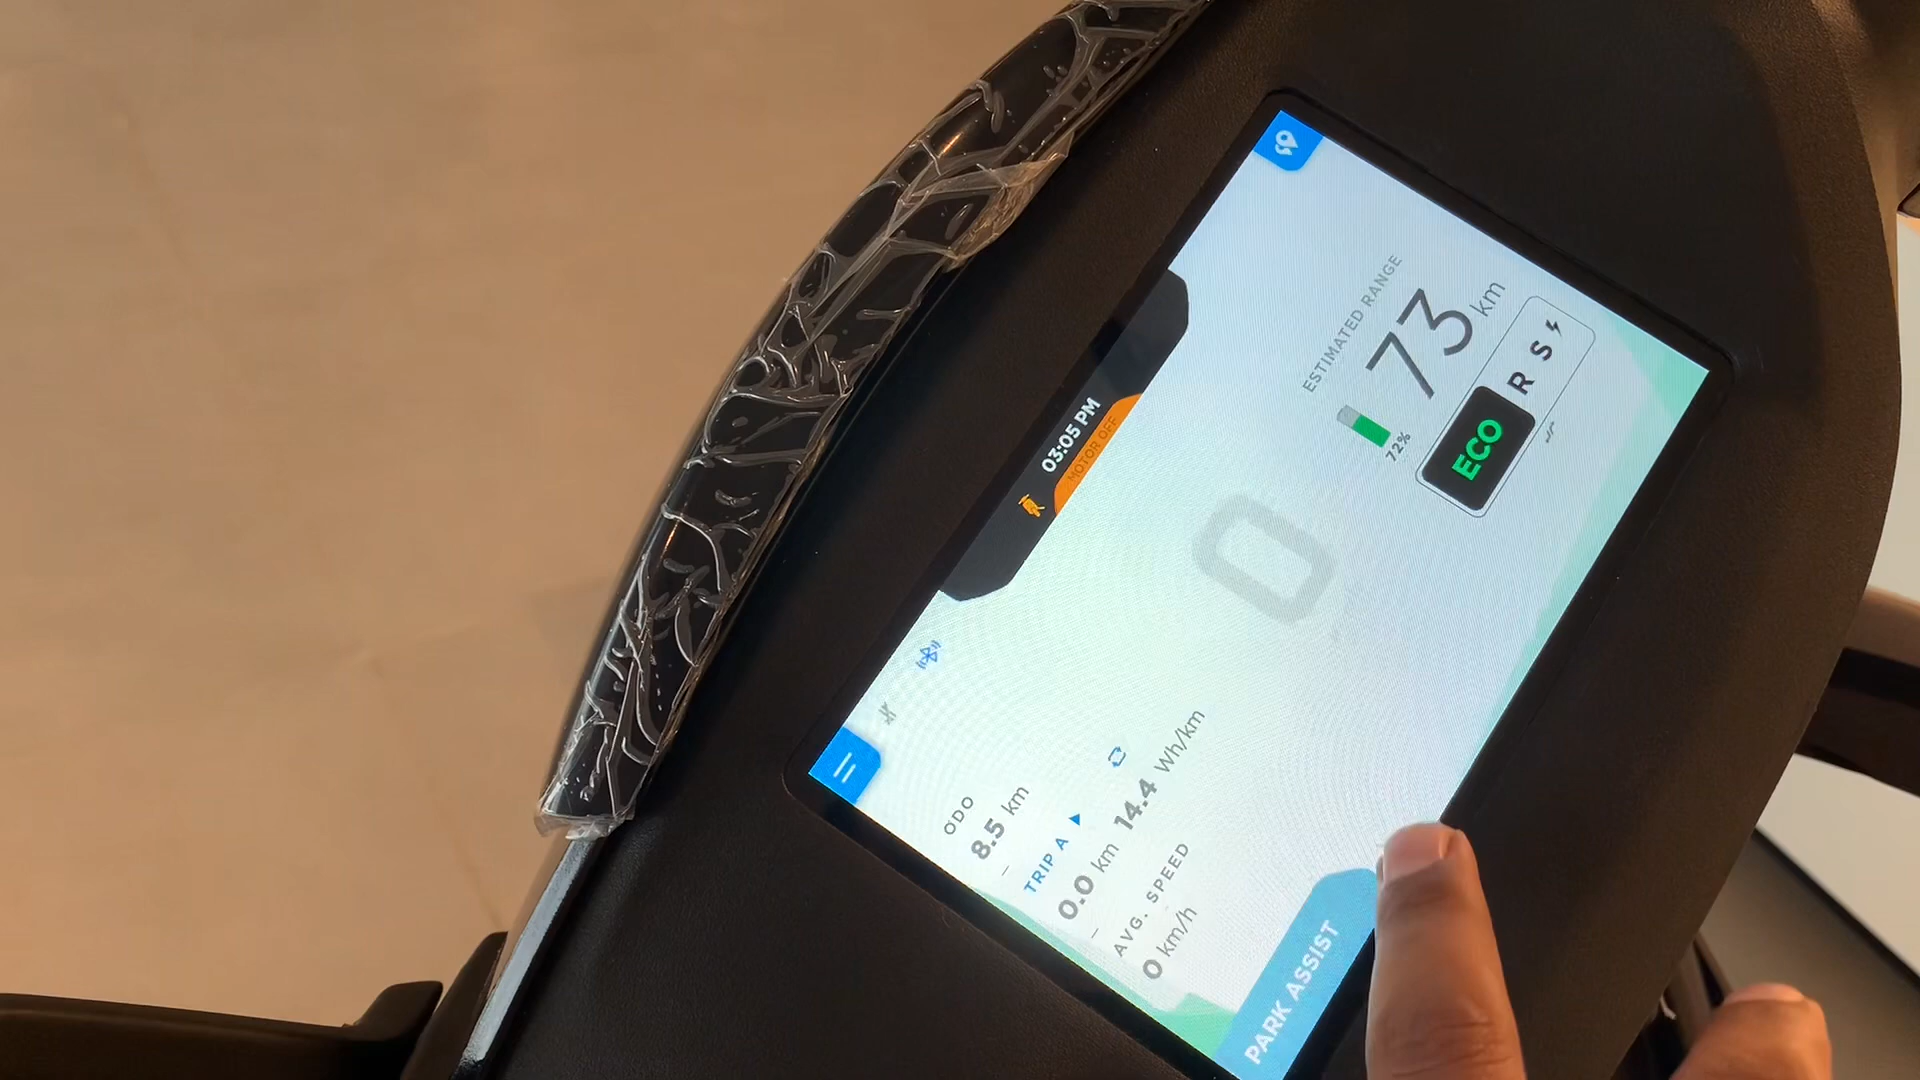 03:05 PM
MOTOR OFF
ODO
8.5 km
TRIP A
0.0 km 14.4 Wh/km
AVG. SPEED
0 km/h
PARK ASSIST
0
ESTIMATED RANGE
73 km
72%
ECO R S